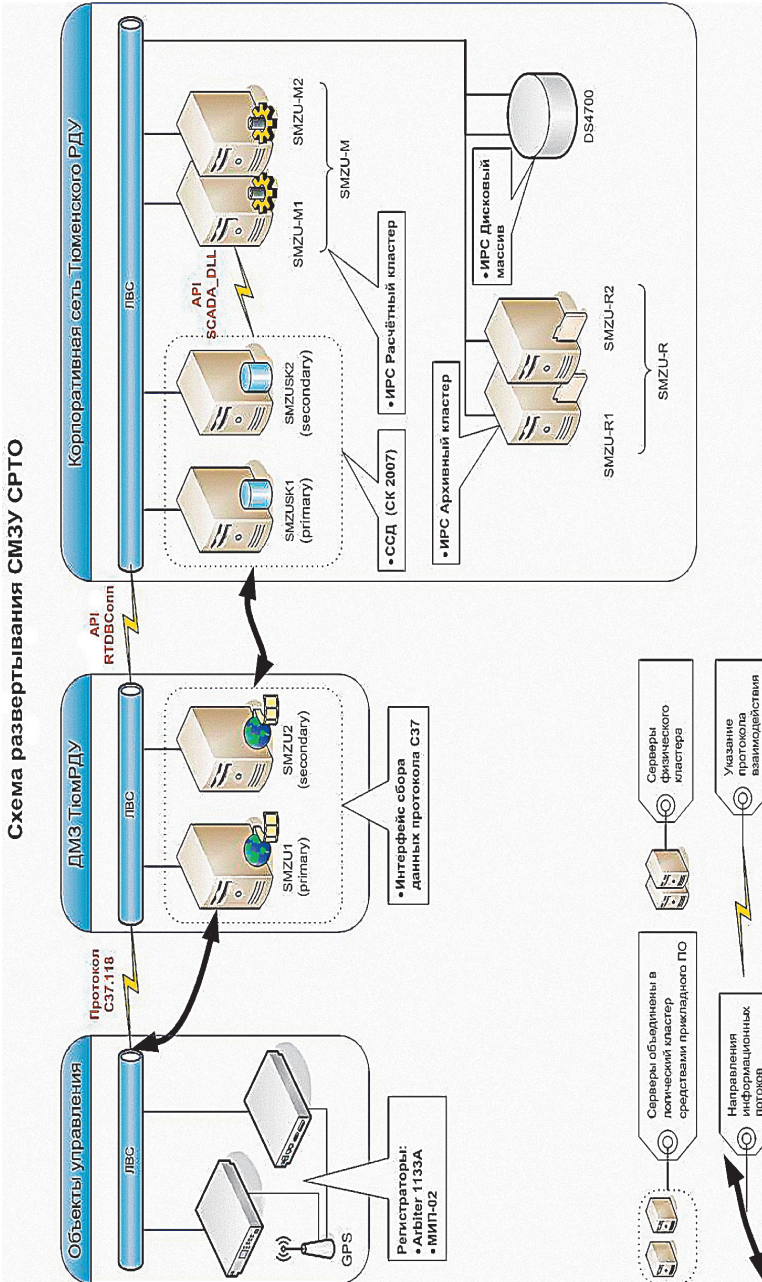 Схема развертывания СМЗУ СРТО
Объекты управления
ЛВС
GPS
Регистраторы:
• Arbiter 1133A
• МИП-02
Протокол
C37.118
ДМЗ ТюмРДУ
ЛВС
SMZU1
(primary)
SMZU2
(secondary)
• Интерфейс сбора
данных протокола С37
API
RTDBConn
Корпоративная сеть Тюменского РДУ
ЛВС
SMZUSK1
(primary)
SMZUSK2
(secondary)
API
SCADA_DLL
SMZU-M1
SMZU-M2
SMZU-M
• ССД (СК 2007)
• ИРС Расчётный кластер
• ИРС Архивный кластер
SMZU-R1
SMZU-R2
SMZU-R
• ИРС Дисковый
массив
DS4700
Серверы объединены в
логический кластер
средствами прикладного ПО
Серверы
физического
кластера
Направления
информационных
потоков
Указание
протокола
взаимодействия